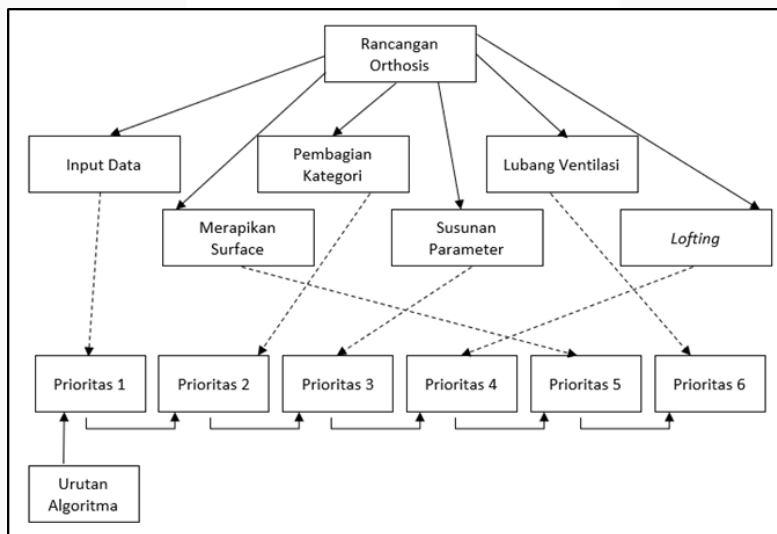 Rancangan
Orthosis
Input Data
Pembagian
Kategori
Lubang Ventilasi
Merapikan
Surface
Susunan
Parameter
Lofting
Prioritas 1
Prioritas 2
Prioritas 3
Prioritas 4
Prioritas 5
Prioritas 6
Urutan
Algoritma